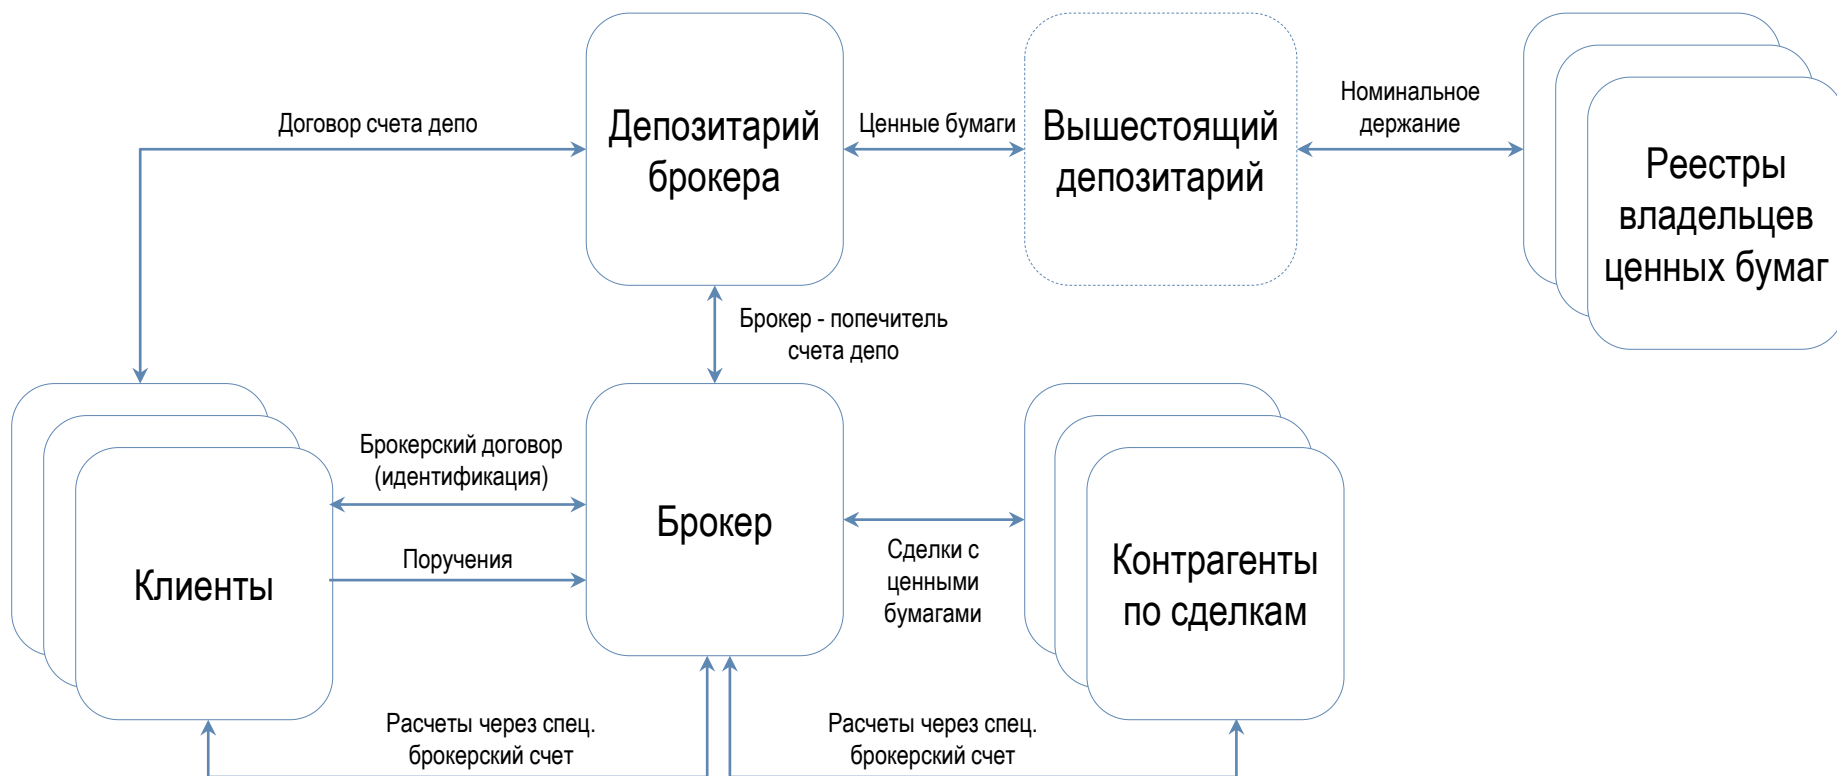 Договор счета депо
Депозитарий
брокера
Ценные бумаги
Вышестоящий
депозитарий
Номинальное
держание
Реестры
владельцев
ценных бумаг
Брокер - попечитель
счета депо
Клиенты
Брокерский договор
(идентификация)
Поручения
Брокер
Сделки с
ценными
бумагами
Контрагенты
по сделкам
Расчеты через спец.
брокерский счет
Расчеты через спец.
брокерский счет